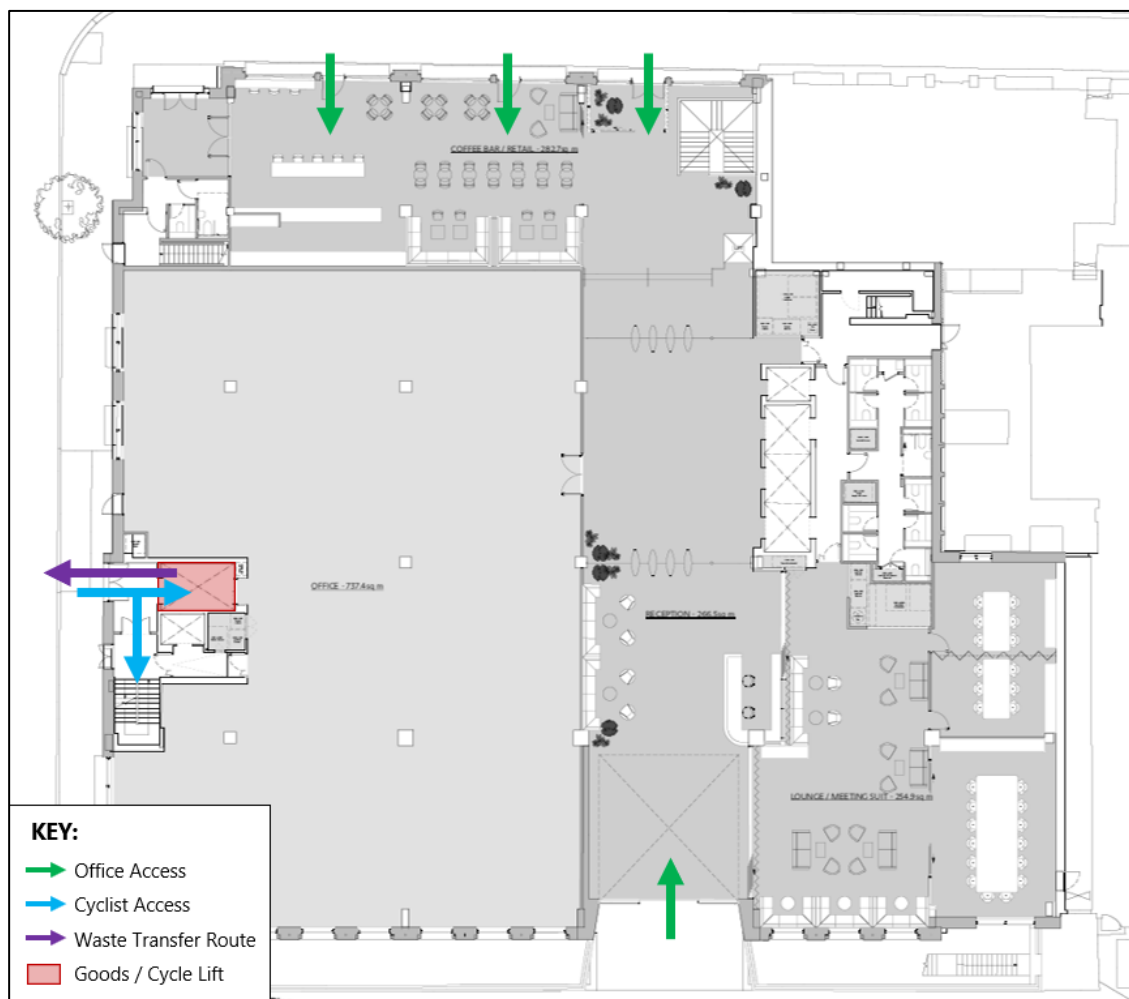 COFFEE BAR / RETAIL - 282.7sq m
OFFICE - 737.4sq m
RECEPTION - 266.5sq m
LOUNGE / MEETING SUIT - 254.9sq m
KEY:
Office Access
Cyclist Access
Waste Transfer Route
Goods / Cycle Lift